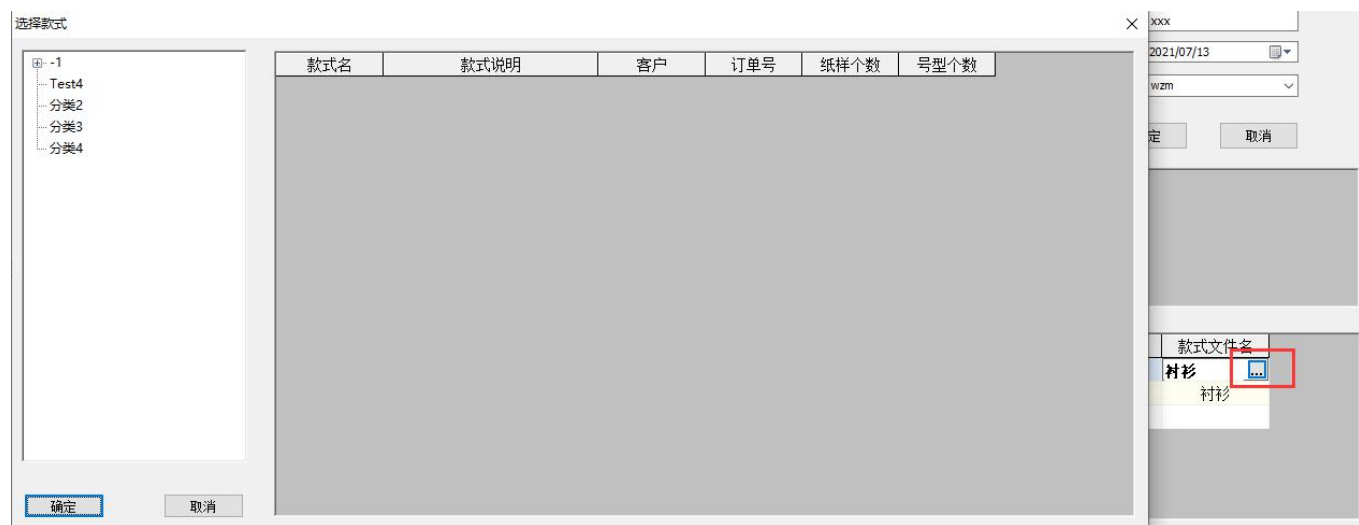 选择款式
-1
Test4
分类2
分类3
分类4
确定
取消
款式名 款式说明 客户 订单号 纸样个数 号型个数
xxx
2021/07/13
wzm
定
取消
款式文件名
衬衫 ...
衬衫